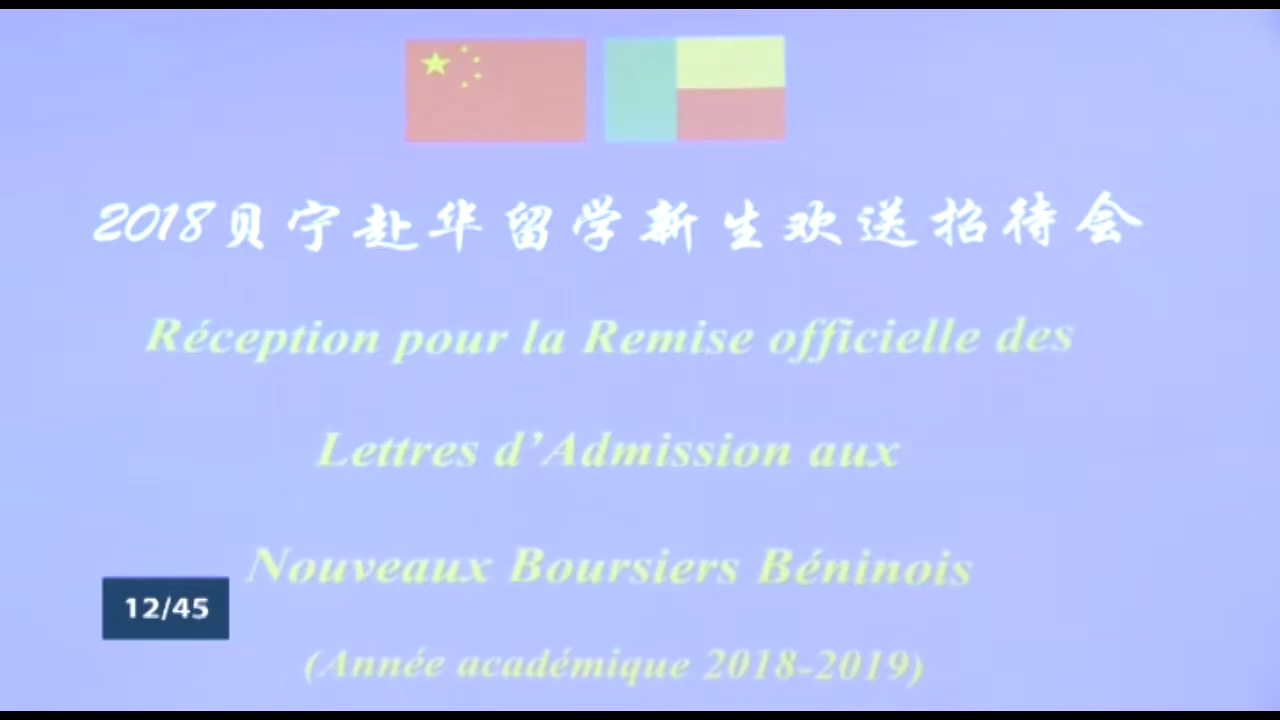 2018贝宁赴华留学新生欢送招待会
Réception pour la Remise officielle des
Lettres d'Admission aux
Nouveaux Boursiers Béninois
12/45
(Année académique 2018-2019)